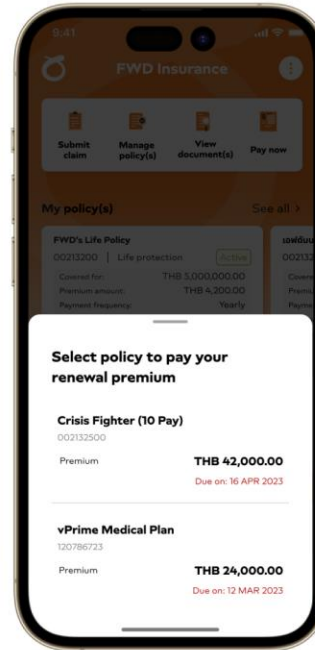 9:41
FWD Insurance
Submit claim
Manage policy(s)
View document(s)
Pay now
My policy(s)
See all >
FWD's Life Policy
00213200 | Life protection
Active
Covered for: THB 3,000,000.00
Premium amount: THB 4,200.00
Payment frequency: Yearly
00213
Select policy to pay your
renewal premium
Crisis Fighter (10 Pay)
002132500
Premium THB 42,000.00
Due on: 16 APR 2023
vPrime Medical Plan
120786723
Premium THB 24,000.00
Due on: 12 MAR 2023